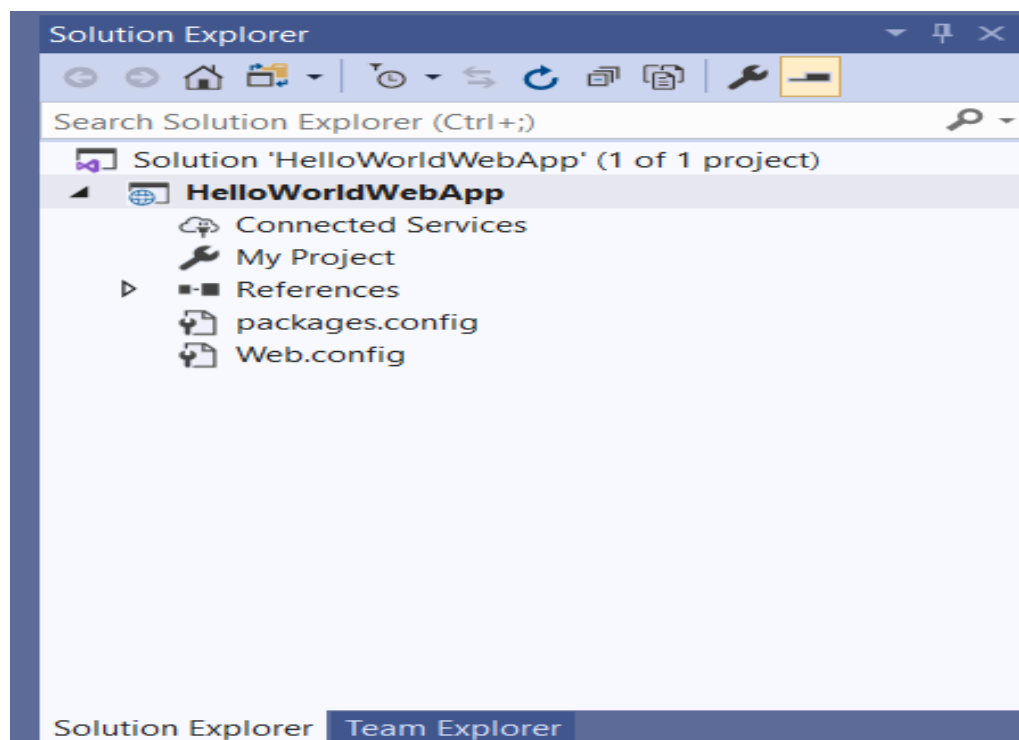 Solution Explorer
Search Solution Explorer (Ctrl+;)
Solution 'HelloWorldWebApp' (1 of 1 project)
HelloWorldWebApp
Connected Services
My Project
References
packages.config
Web.config
Solution Explorer Team Explorer